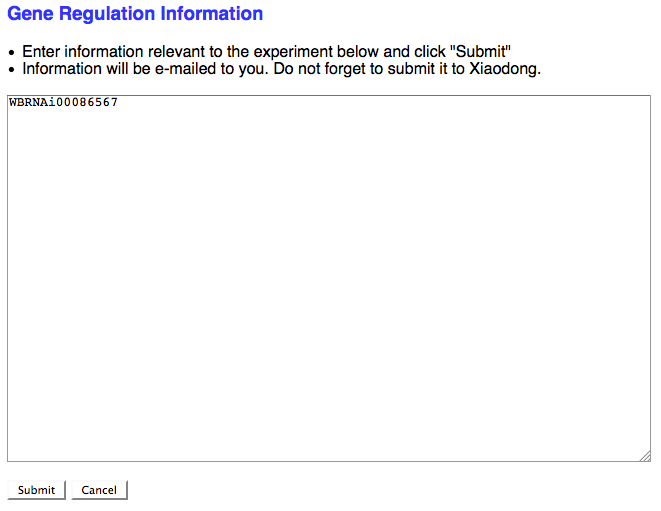 Gene Regulation Information
• Enter information relevant to the experiment below and click "Submit"
• Information will be e-mailed to you. Do not forget to submit it to Xiaodong.
WBRNAi00086567
Submit Cancel